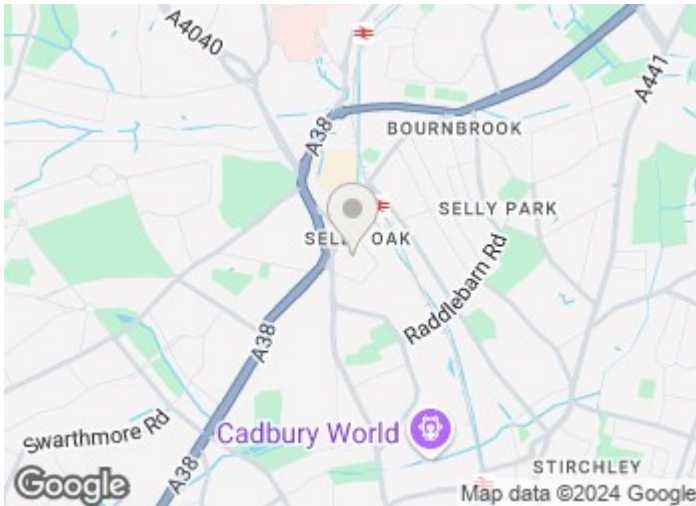 A4040
A441
A38
BOURNBROOK
SELLY PARK
SELLY OAK
Raddlebarn Rd
A38
Swarthmore Rd
Cadbury World
A38
STIRCHLEY
Google
Map data ©2024 Google